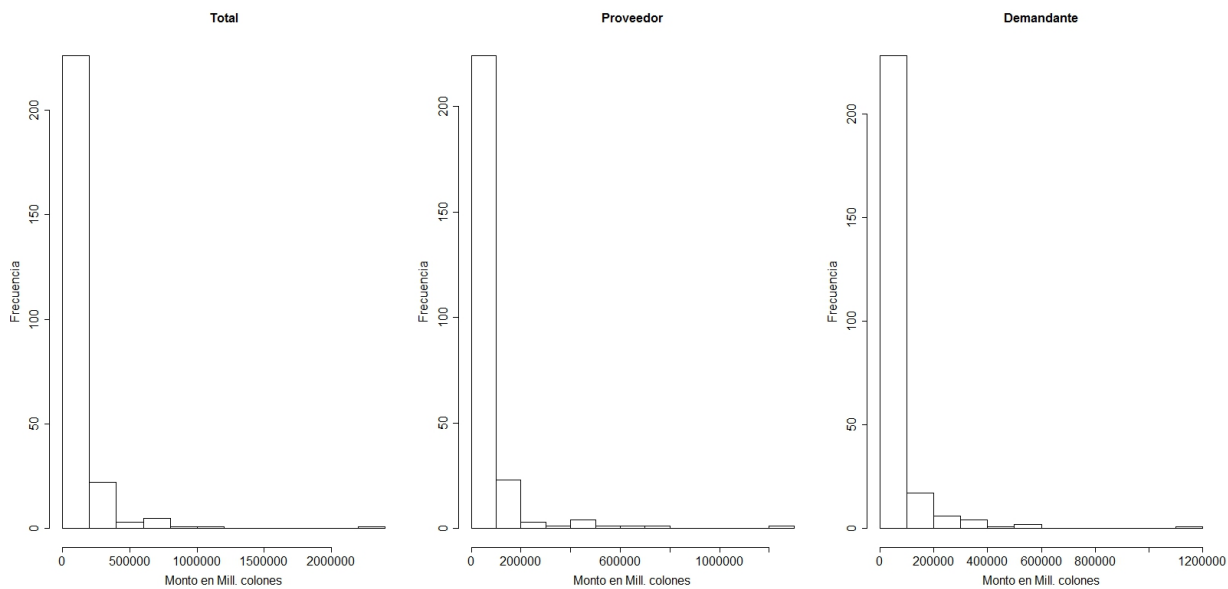 Total
Frecuencia
200
150
100
50
0
0 500000 1000000 1500000 2000000
Monto en Mill. colones
Proveedor
Frecuencia
200
150
100
50
0
0 200000 600000 1000000
Monto en Mill. colones
Demandante
Frecuencia
200
150
100
50
0
0 200000 400000 600000 800000 1200000
Monto en Mill. colones